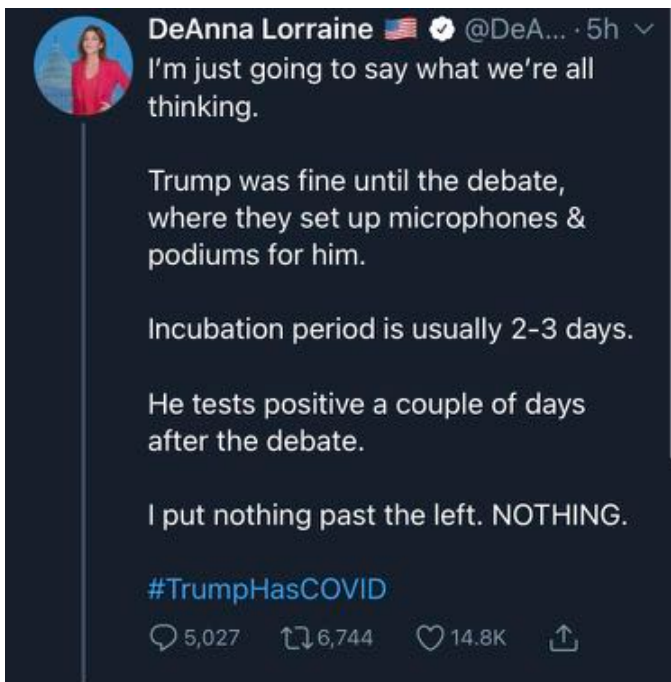 DeAnna Lorraine 🇺🇸 @DeA... · 5h
I’m just going to say what we’re all
thinking.
Trump was fine until the debate,
where they set up microphones &
podiums for him.
Incubation period is usually 2-3 days.
He tests positive a couple of days
after the debate.
I put nothing past the left. NOTHING.
#TrumpHasCOVID
5,027 6,744 14.8K